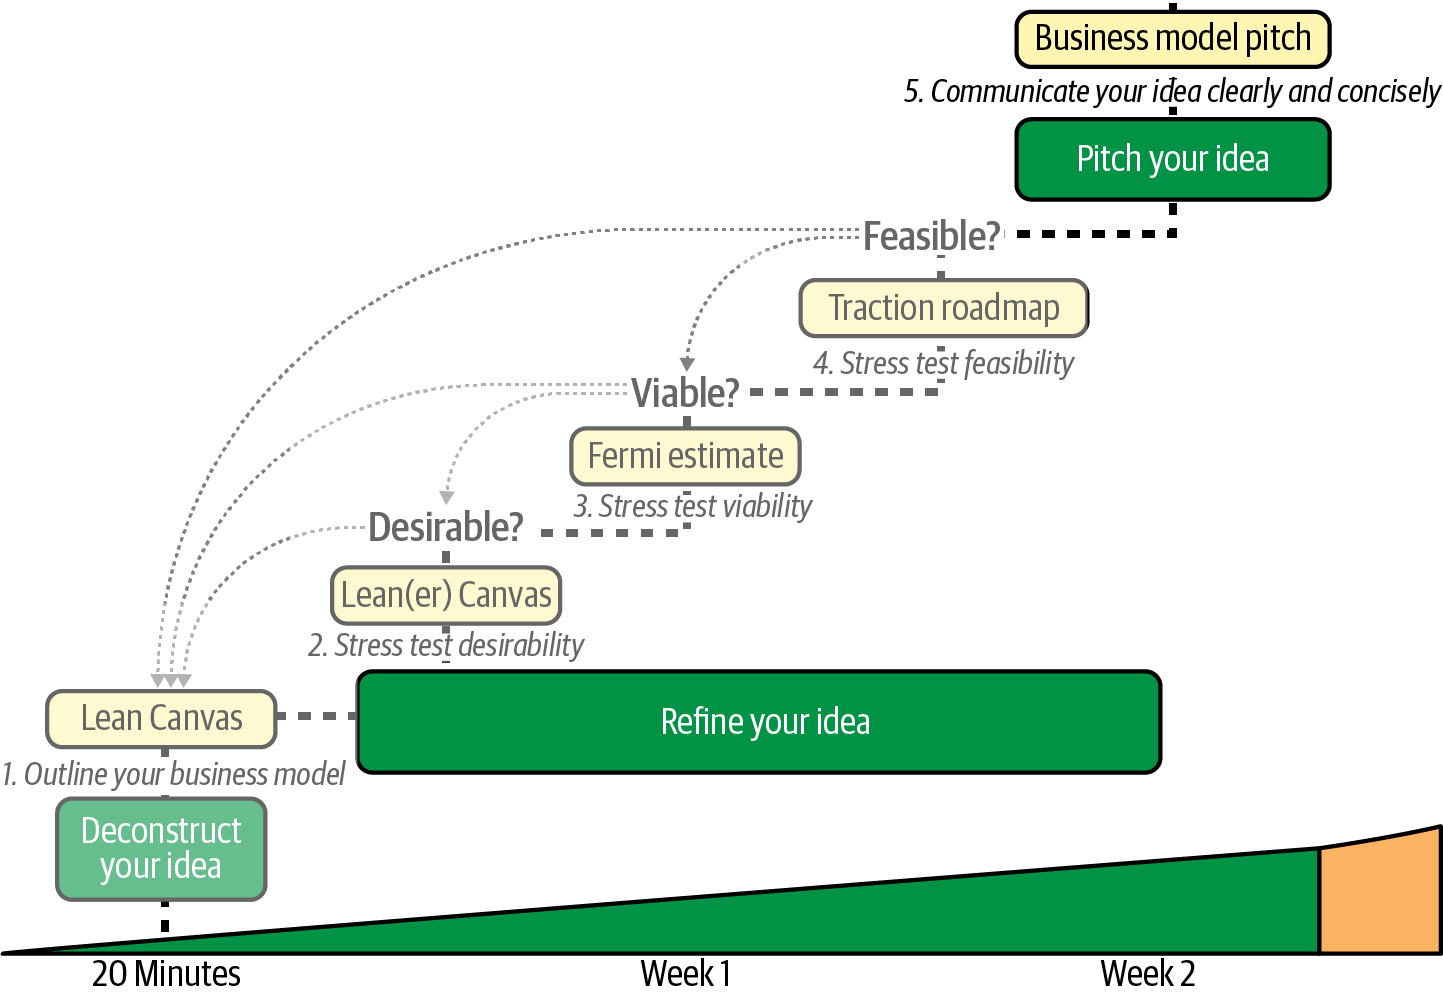 Business model pitch
5. Communicate your idea clearly and concisely
Pitch your idea
Feasible?
Traction roadmap
4. Stress test feasibility
Viable?
Fermi estimate
3. Stress test viability
Desirable?
Lean(er) Canvas
2. Stress test desirability
Lean Canvas
Refine your idea
1. Outline your business model
Deconstruct
your idea
20 Minutes
Week 1
Week 2